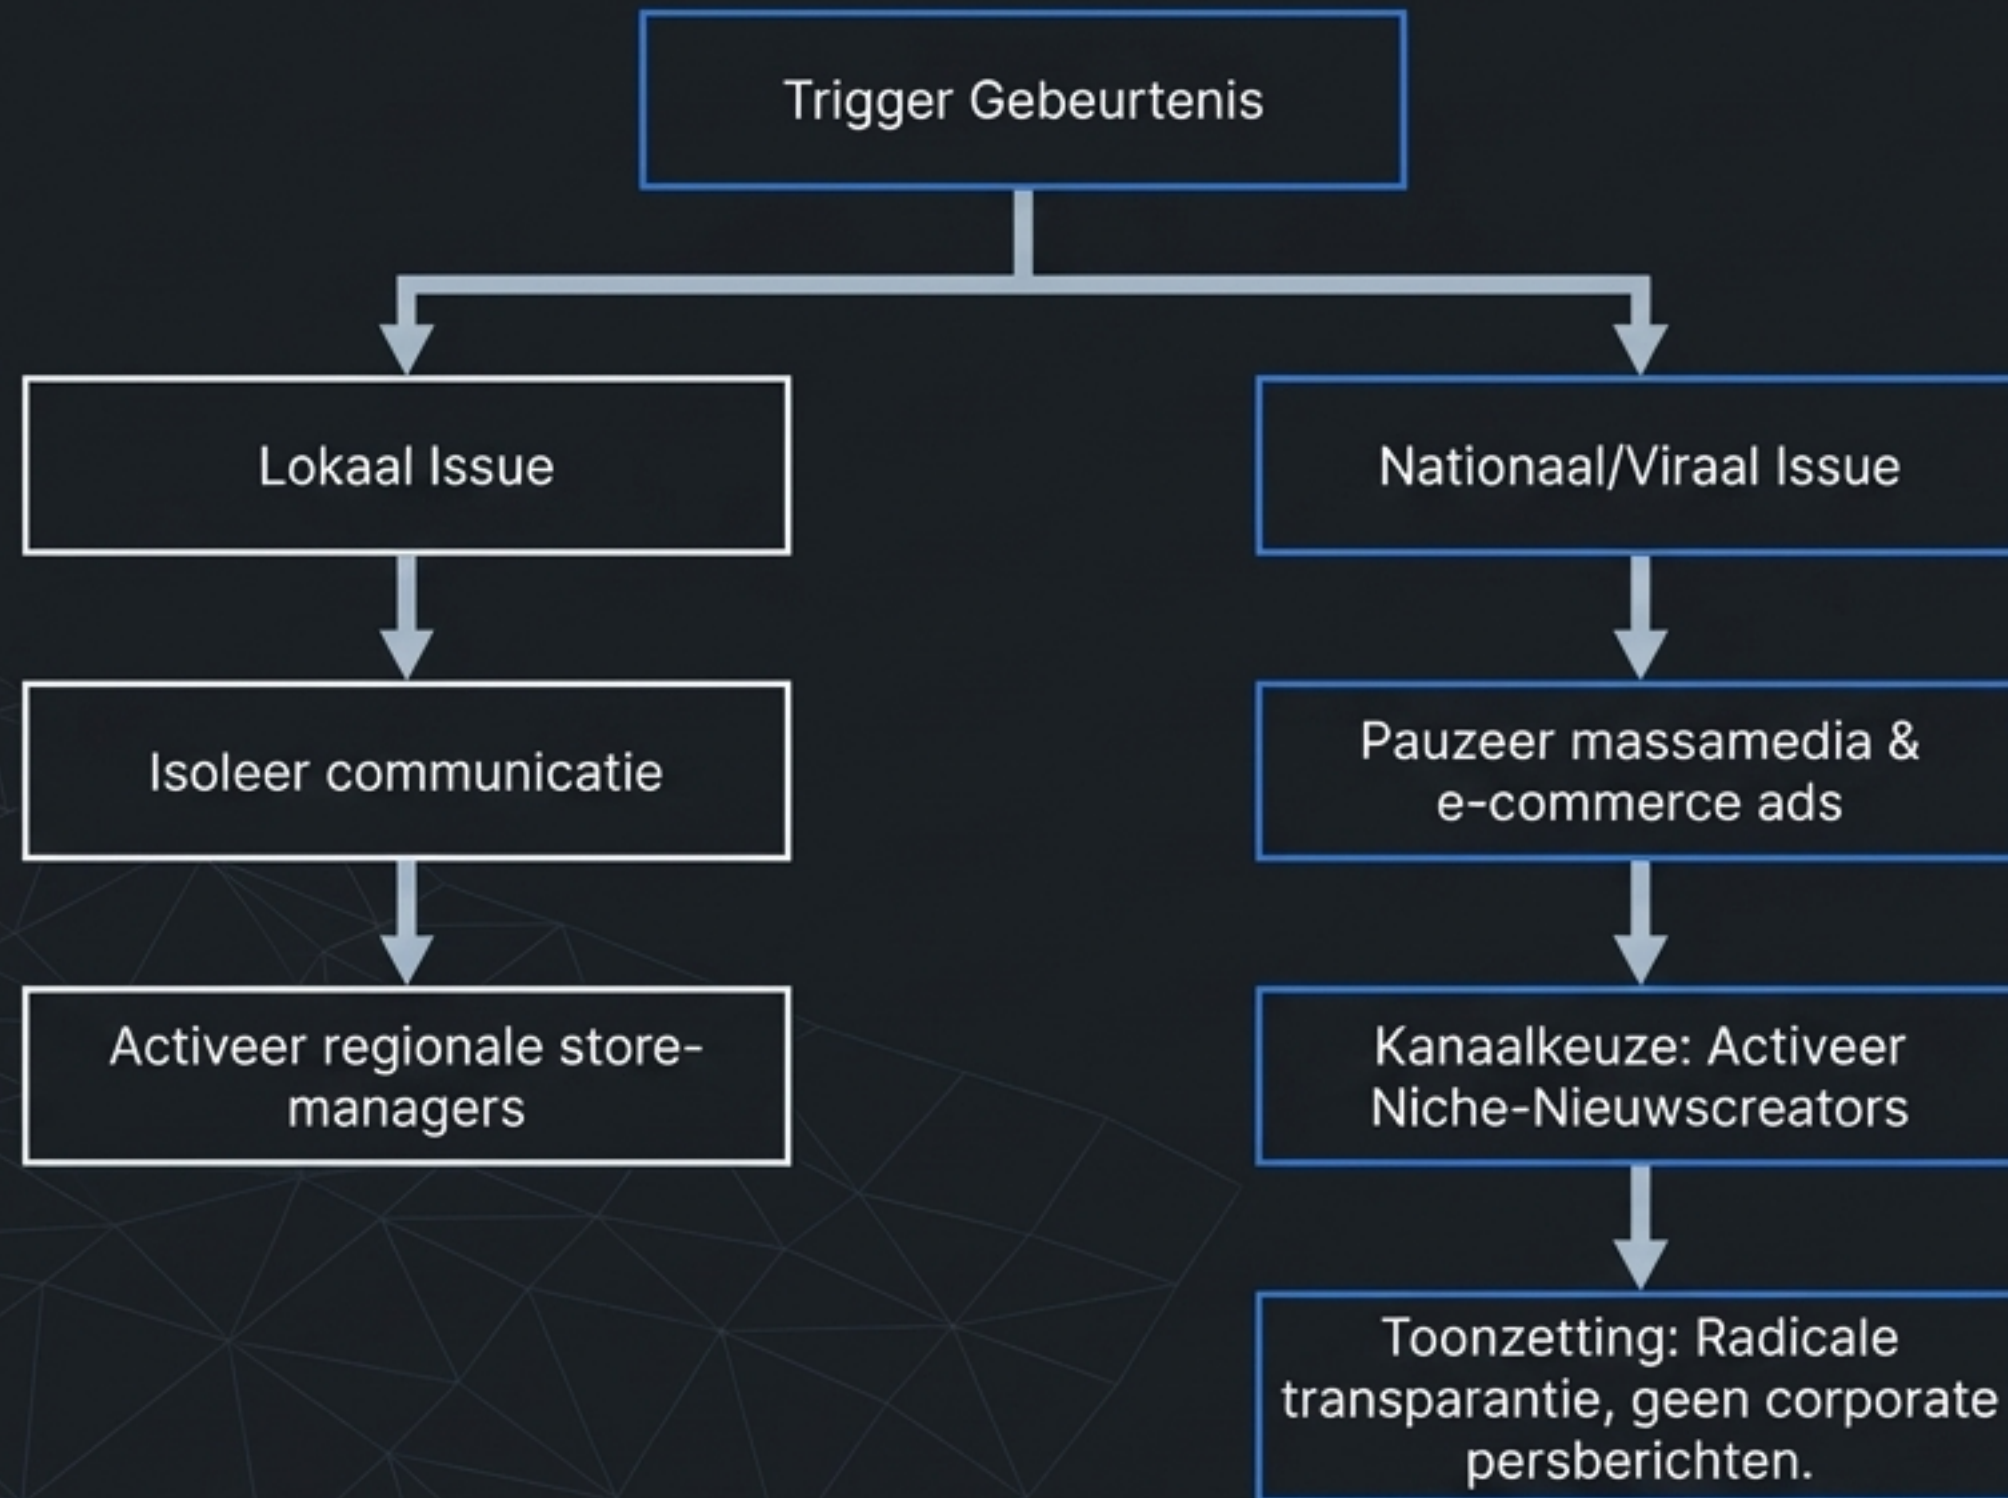 Trigger Gebeurtenis
Lokaal Issue
Nationaal/Viraal Issue
Isoleer communicatie
Pauzeer massamedia &
e-commerce ads
Activeer regionale store-
managers
Kanaalkeuze: Activeer
Niche-Nieuwscreators
Toonzetting: Radicale
transparantie, geen corporate
persberichten.